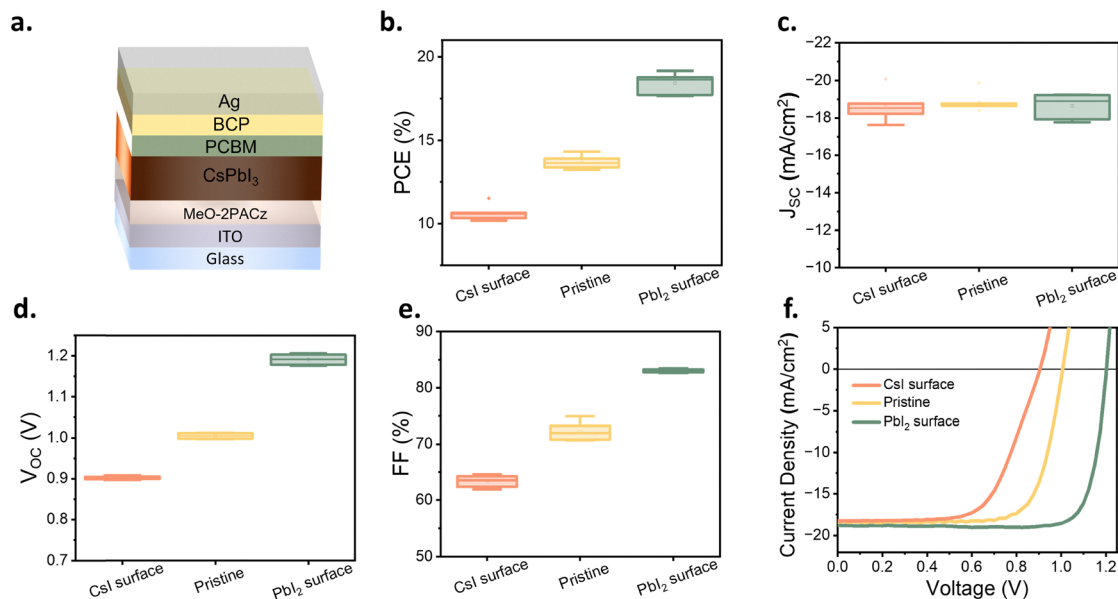 a.
Ag
BCP
PCBM
CsPbI₃
MeO-2PACz
ITO
Glass
b.
PCE (%)
20
15
10
CsI surface
Pristine
PbI₂ surface
c.
J_SC (mA/cm²)
−22
−20
−18
−16
−14
−12
−10
CsI surface
Pristine
PbI₂ surface
d.
V_OC (V)
1.2
1.1
1.0
0.9
0.8
0.7
CsI surface
Pristine
PbI₂ surface
e.
FF (%)
90
80
70
60
50
CsI surface
Pristine
PbI₂ surface
f.
Current Density (mA/cm²)
5
0
−5
−10
−15
−20
CsI surface
Pristine
PbI₂ surface
0.0 0.2 0.4 0.6 0.8 1.0 1.2
Voltage (V)